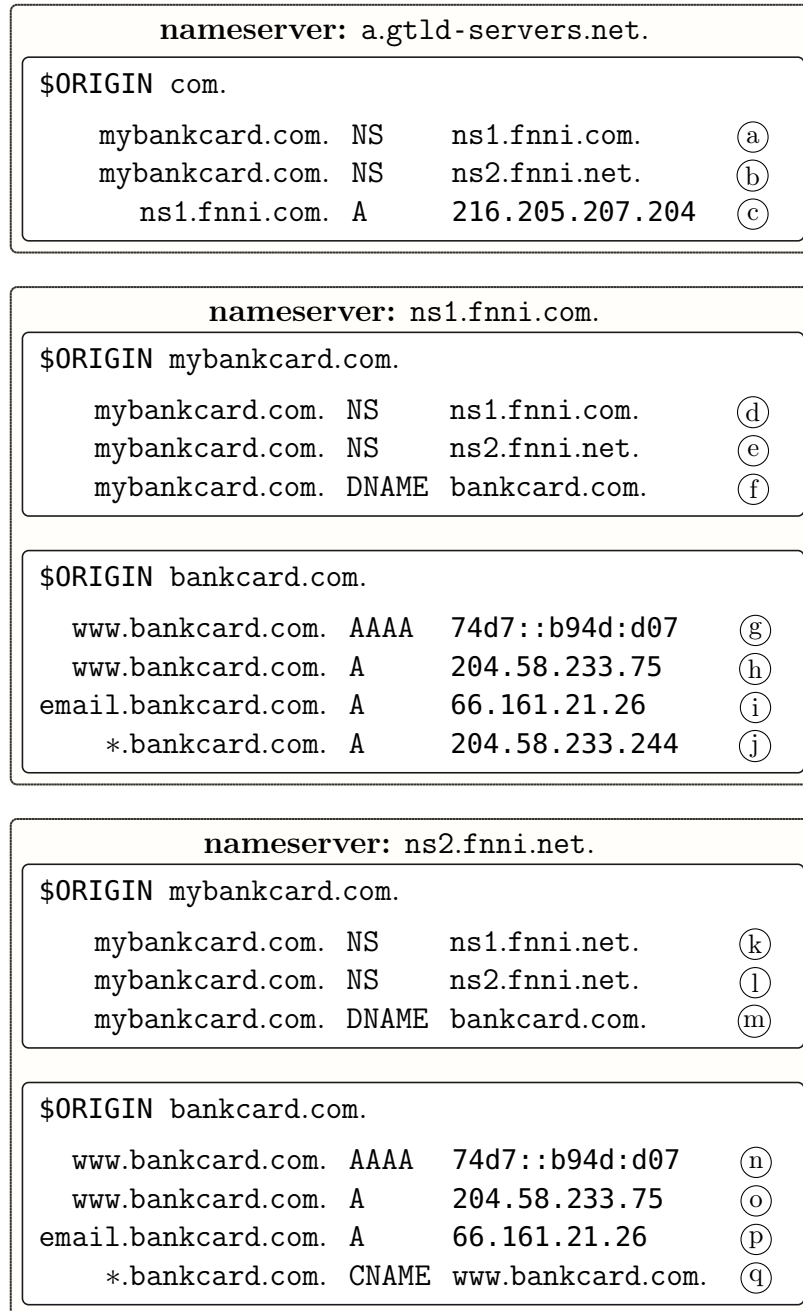 nameserver: a.gtld-servers.net.
$ORIGIN com.
mybankcard.com. NS ns1.fnni.com. ⓐ
mybankcard.com. NS ns2.fnni.net. ⓑ
ns1.fnni.com. A 216.205.207.204 ⓒ
nameserver: ns1.fnni.com.
$ORIGIN mybankcard.com.
mybankcard.com. NS ns1.fnni.com. ⓓ
mybankcard.com. NS ns2.fnni.net. ⓔ
mybankcard.com. DNAME bankcard.com. ⓕ
$ORIGIN bankcard.com.
www.bankcard.com. AAAA 74d7::b94d:d07 ⓖ
www.bankcard.com. A 204.58.233.75 ⓗ
email.bankcard.com. A 66.161.21.26 ⓘ
*.bankcard.com. A 204.58.233.244 ⓙ
nameserver: ns2.fnni.net.
$ORIGIN mybankcard.com.
mybankcard.com. NS ns1.fnni.net. ⓚ
mybankcard.com. NS ns2.fnni.net. ⓛ
mybankcard.com. DNAME bankcard.com. ⓜ
$ORIGIN bankcard.com.
www.bankcard.com. AAAA 74d7::b94d:d07 ⓝ
www.bankcard.com. A 204.58.233.75 ⓞ
email.bankcard.com. A 66.161.21.26 ⓟ
*.bankcard.com. CNAME www.bankcard.com. ⓠ